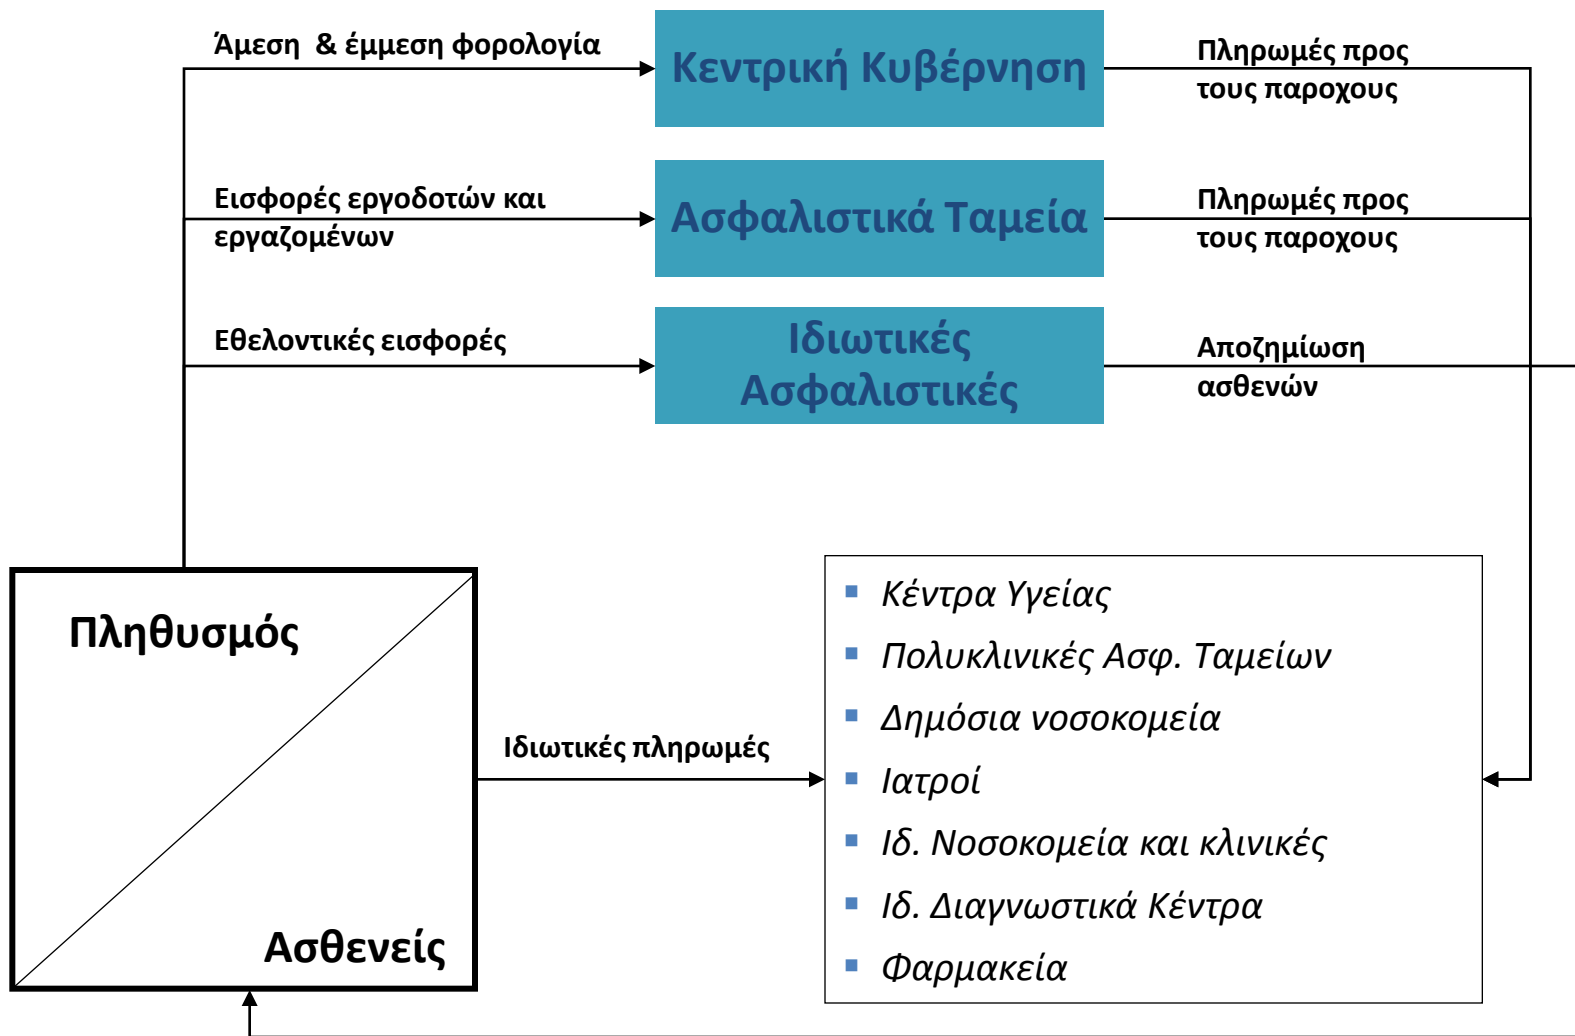 Άμεση & έμμεση φορολογία
Κεντρική Κυβέρνηση
Πληρωμές προς
τους παροχους
Εισφορές εργοδοτών και
εργαζομένων
Ασφαλιστικά Ταμεία
Πληρωμές προς
τους παροχους
Εθελοντικές εισφορές
Ιδιωτικές
Ασφαλιστικές
Αποζημίωση
ασθενών
Πληθυσμός
Ασθενείς
Ιδιωτικές πληρωμές
▪ Κέντρα Υγείας
▪ Πολυκλινικές Ασφ. Ταμείων
▪ Δημόσια νοσοκομεία
▪ Ιατροί
▪ Ιδ. Νοσοκομεία και κλινικές
▪ Ιδ. Διαγνωστικά Κέντρα
▪ Φαρμακεία